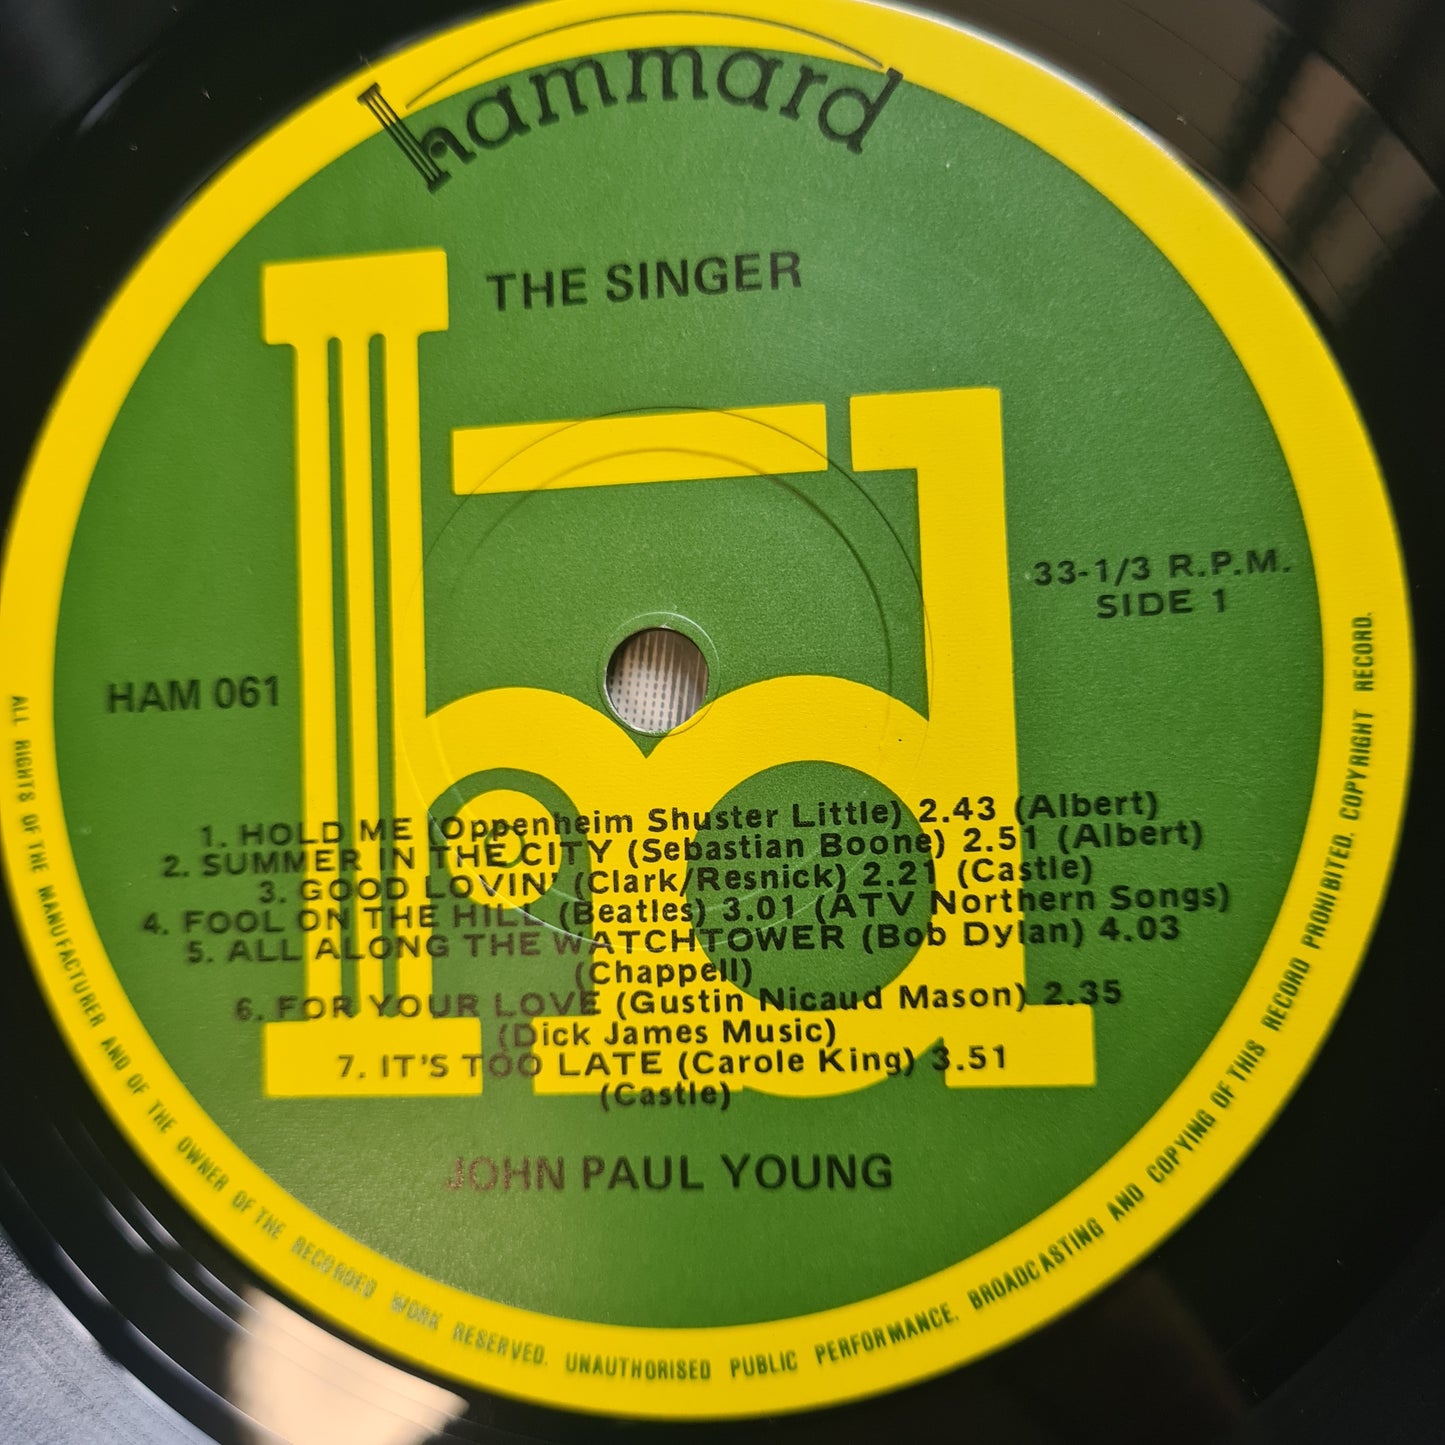 hammard
THE SINGER
33-1/3 R.P.M.
SIDE 1
HAM 061
1. HOLD ME (Oppenheim Shuster Little) 2.43 (Albert)
2. SUMMER IN THE CITY (Sebastian Boone) 2.51 (Albert)
3. GOOD LOVIN' (Clark/Resnick) 2.21 (Castle)
4. FOOL ON THE HILL (Beatles) 3.01 (ATV Northern Songs)
5. ALL ALONG THE WATCHTOWER (Bob Dylan) 4.03
(Chappell)
6. FOR YOUR LOVE (Gustin Nicaud Mason) 2.35
(Dick James Music)
7. IT'S TOO LATE (Carole King) 3.51
(Castle)
JOHN PAUL YOUNG
ALL RIGHTS OF THE MANUFACTURER AND OF THE OWNER OF THE RECORDED WORK RESERVED. UNAUTHORISED PUBLIC PERFORMANCE. BROADCASTING AND COPYING OF THIS RECORD PROHIBITED. COPYRIGHT RECORD.